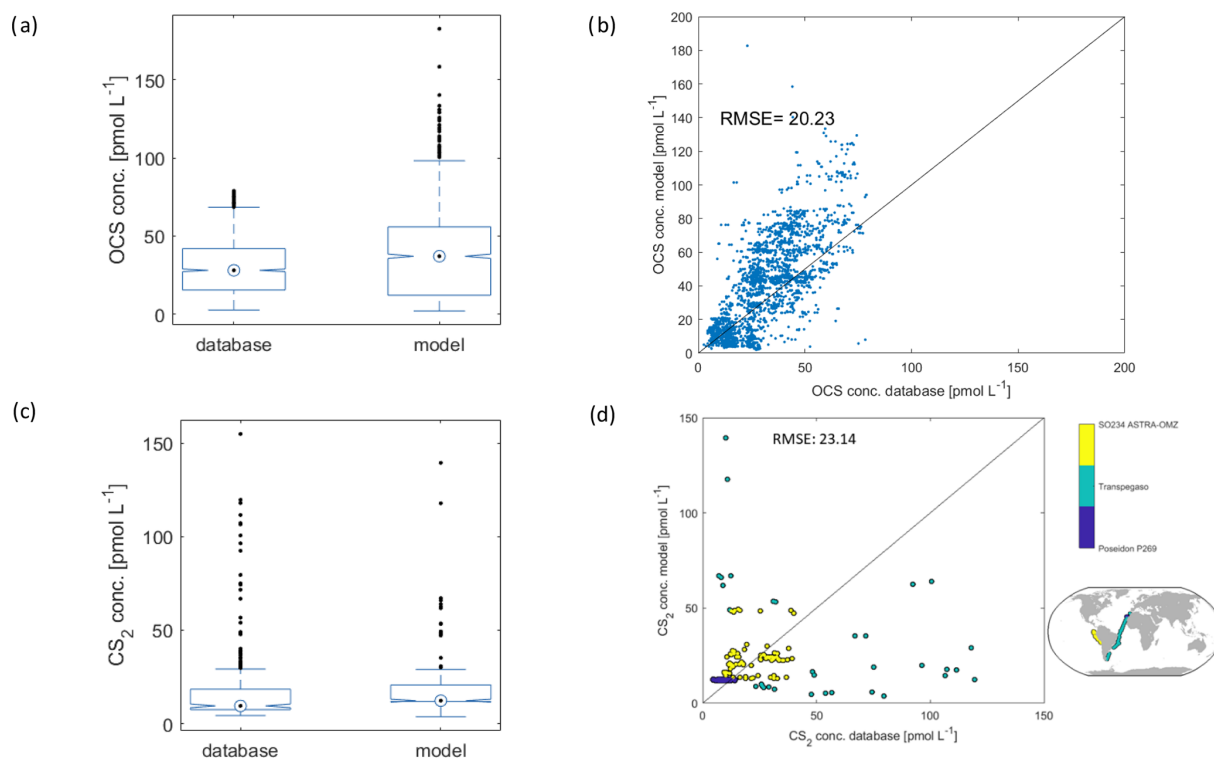 (a)
OCS conc. [pmol L⁻¹]
150
100
50
0
database
model
(b)
OCS conc. model [pmol L⁻¹]
200
180
160
140
120
100
80
60
40
20
0
RMSE= 20.23
0
50
100
150
200
OCS conc. database [pmol L⁻¹]
(c)
CS₂ conc. [pmol L⁻¹]
150
100
50
0
database
model
(d)
CS₂ conc. model [pmol L⁻¹]
150
100
50
0
RMSE: 23.14
0
50
100
150
CS₂ conc. database [pmol L⁻¹]
SO234 ASTRA-OMZ
Transpegaso
Poseidon P269